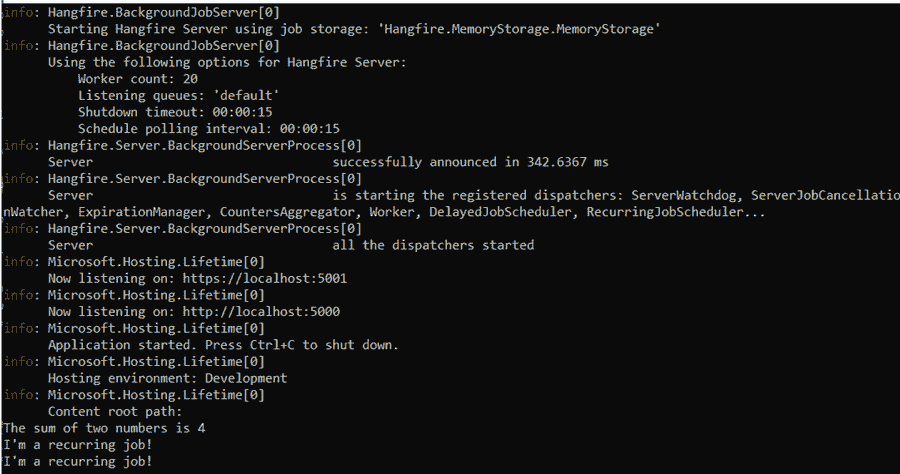 info: Hangfire.BackgroundJobServer[0]
Starting Hangfire Server using job storage: 'Hangfire.MemoryStorage.MemoryStorage'
info: Hangfire.BackgroundJobServer[0]
Using the following options for Hangfire Server:
Worker count: 20
Listening queues: 'default'
Shutdown timeout: 00:00:15
Schedule polling interval: 00:00:15
info: Hangfire.Server.BackgroundServerProcess[0]
Server successfully announced in 342.6367 ms
info: Hangfire.Server.BackgroundServerProcess[0]
Server is starting the registered dispatchers: ServerWatchdog, ServerJobCancellatio
nWatcher, ExpirationManager, CountersAggregator, Worker, DelayedJobScheduler, RecurringJobScheduler...
info: Hangfire.Server.BackgroundServerProcess[0]
Server all the dispatchers started
info: Microsoft.Hosting.Lifetime[0]
Now listening on: https://localhost:5001
info: Microsoft.Hosting.Lifetime[0]
Now listening on: http://localhost:5000
info: Microsoft.Hosting.Lifetime[0]
Application started. Press Ctrl+C to shut down.
info: Microsoft.Hosting.Lifetime[0]
Hosting environment: Development
info: Microsoft.Hosting.Lifetime[0]
Content root path:
The sum of two numbers is 4
I'm a recurring job!
I'm a recurring job!